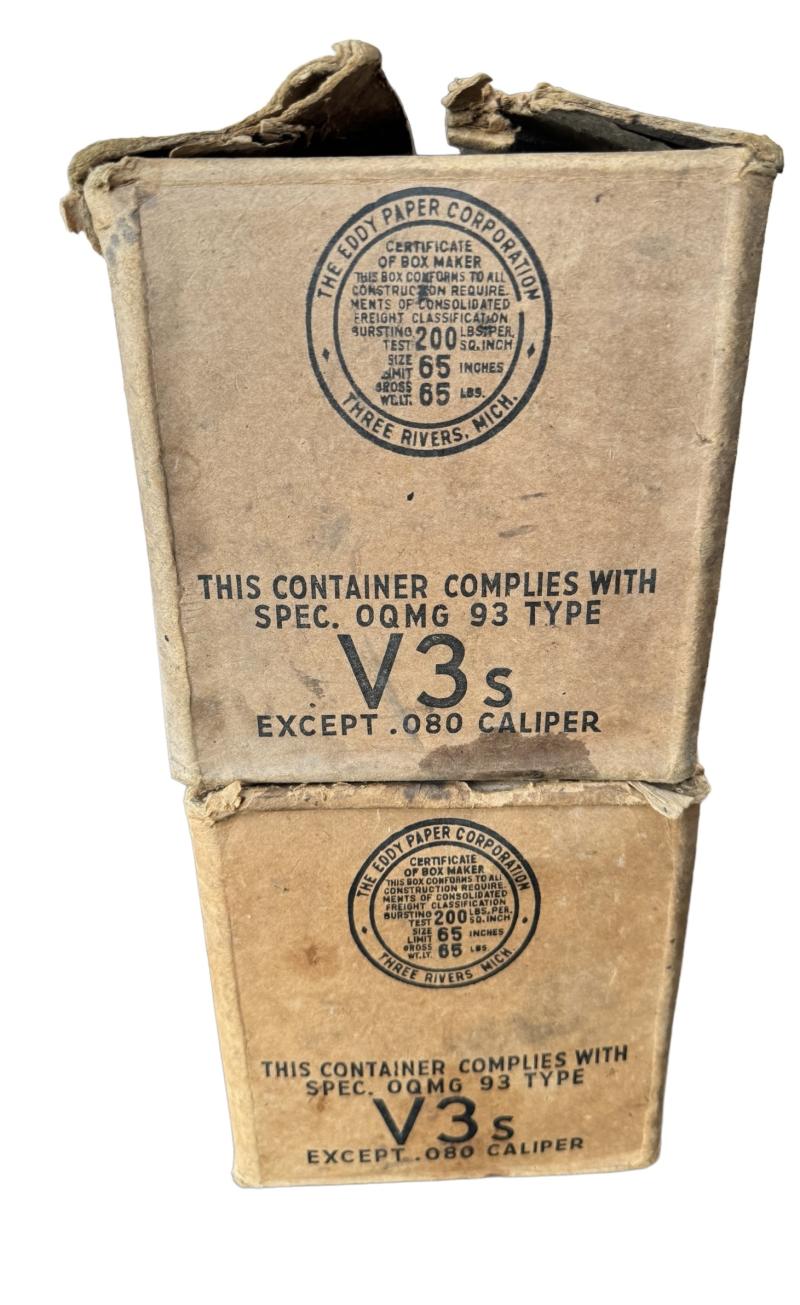 THE EDDY PAPER CORPORATION
CERTIFICATE
OF BOX MAKER
THIS BOX CONFORMS TO ALL
CONSTRUCTION REQUIRE-
MENTS OF CONSOLIDATED
FREIGHT CLASSIFICATION
BURSTING TEST 200 LBS. PER. SQ. INCH
SIZE LIMIT 65 INCHES
GROSS WT. LT. 65 LBS.
THREE RIVERS, MICH.
THIS CONTAINER COMPLIES WITH
SPEC. OQMG 93 TYPE
V3s
EXCEPT .080 CALIPER
THE EDDY PAPER CORPORATION
CERTIFICATE
OF BOX MAKER
THIS BOX CONFORMS TO ALL
CONSTRUCTION REQUIRE-
MENTS OF CONSOLIDATED
FREIGHT CLASSIFICATION
BURSTING TEST 200 LBS. PER. SQ. INCH
SIZE LIMIT 65 INCHES
GROSS WT. LT. 65 LBS
THREE RIVERS, MICH
THIS CONTAINER COMPLIES WITH
SPEC. OQMG 93 TYPE
V3s
EXCEPT .080 CALIPER